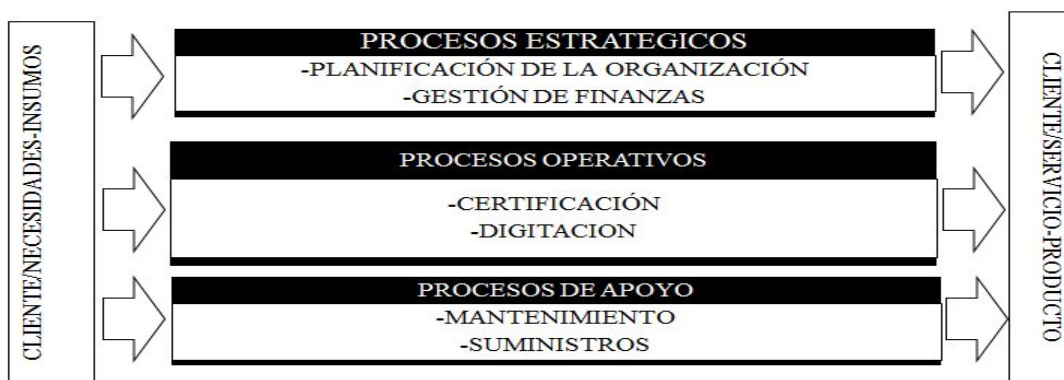 CLIENTE/NECESIDADES-INSUMOS
PROCESOS ESTRATEGICOS
-PLANIFICACIÓN DE LA ORGANIZACIÓN
-GESTIÓN DE FINANZAS
PROCESOS OPERATIVOS
-CERTIFICACIÓN
-DIGITACION
PROCESOS DE APOYO
-MANTENIMIENTO
-SUMINISTROS
CLIENTE/SERVICIO-PRODUCTO